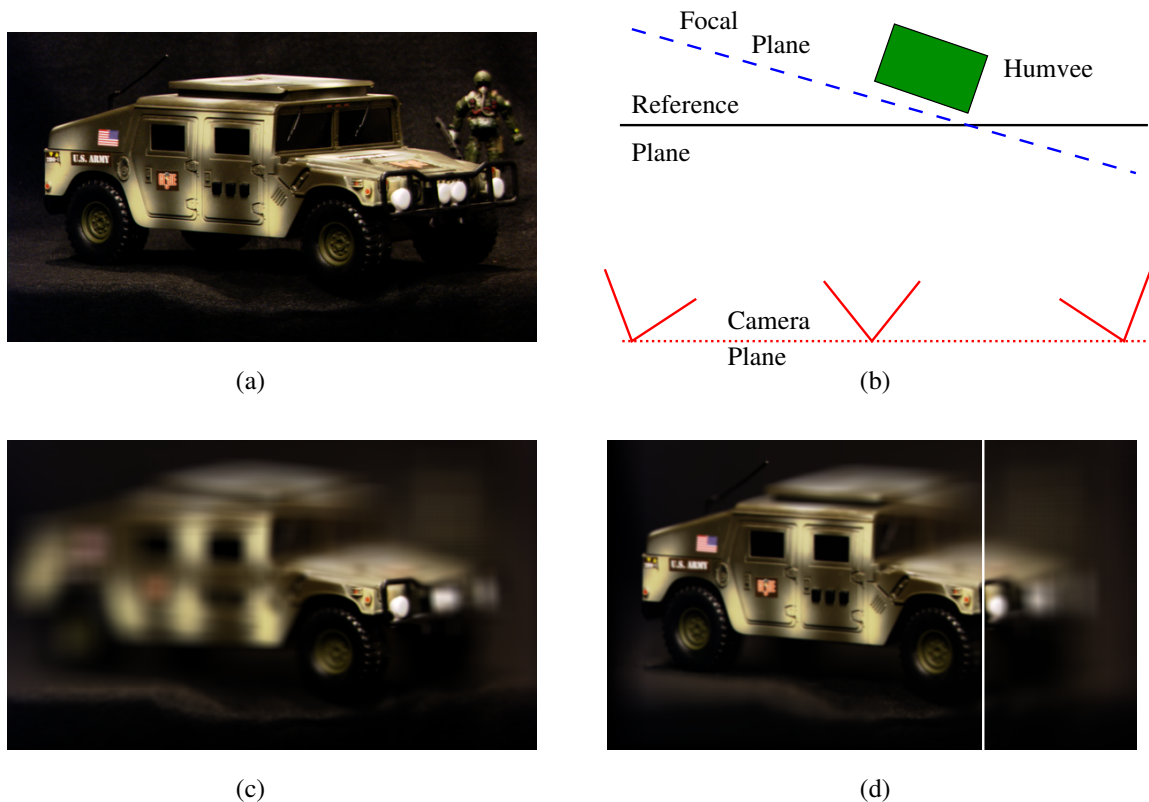 Focal
Plane
Humvee
Reference
Plane
Camera
Plane
U.S. ARMY
(a)
(b)
U.S. ARMY
(c)
(d)